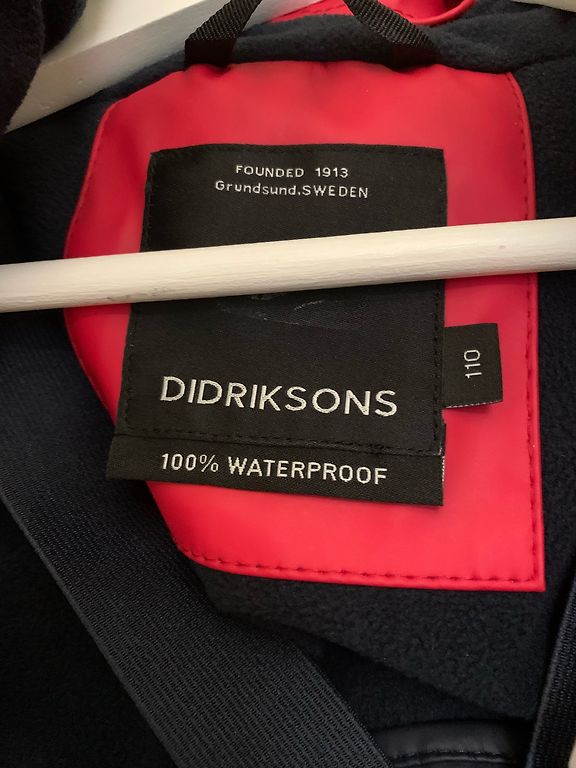 FOUNDED 1913
Grundsund.SWEDEN
DIDRIKSONS
110
100% WATERPROOF